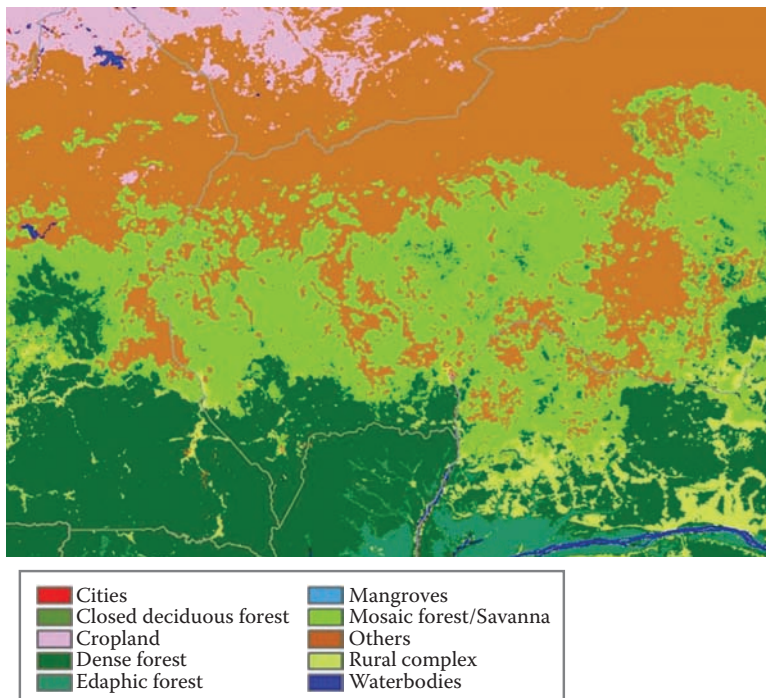 Cities
Closed deciduous forest
Cropland
Dense forest
Edaphic forest
Mangroves
Mosaic forest/Savanna
Others
Rural complex
Waterbodies